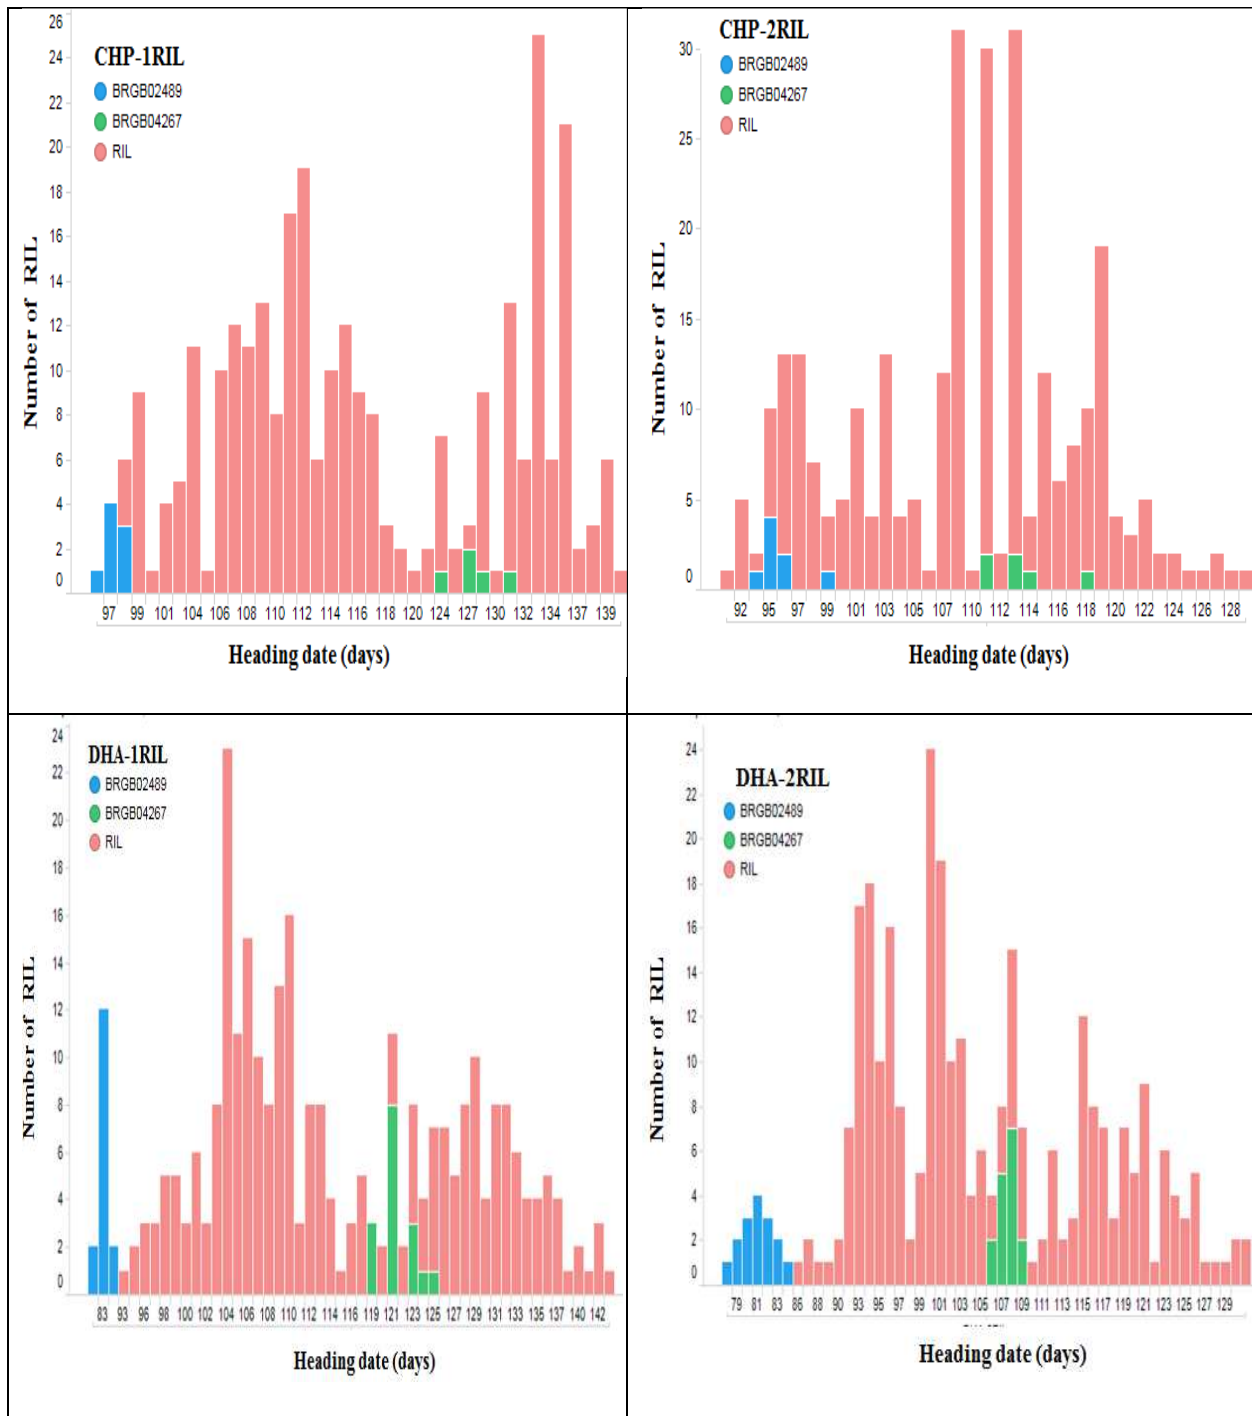 CHP-1RIL
BRGB02489
BRGB04267
RIL
Number of RIL
26
24
22
20
18
16
14
12
10
8
6
4
2
0
97 99 101 104 106 108 110 112 114 116 118 120 124 127 130 132 134 137 139
Heading date (days)
CHP-2RIL
BRGB02489
BRGB04267
RIL
Number of RIL
30
25
20
15
10
5
0
92 95 97 99 101 103 105 107 110 112 114 116 118 120 122 124 126 128
Heading date (days)
DHA-1RIL
BRGB02489
BRGB04267
RIL
Number of RIL
24
22
20
18
16
14
12
10
8
6
4
2
0
83 93 96 98 100 102 104 106 108 110 112 114 116 119 121 123 125 127 129 131 133 135 137 140 142
Heading date (days)
DHA-2RIL
BRGB02489
BRGB04267
RIL
Number of RIL
24
22
20
18
16
14
12
10
8
6
4
2
0
79 81 83 86 88 91 93 95 97 99 101 103 105 107 109 111 113 115 117 119 121 123 125 127 129
Heading date (days)